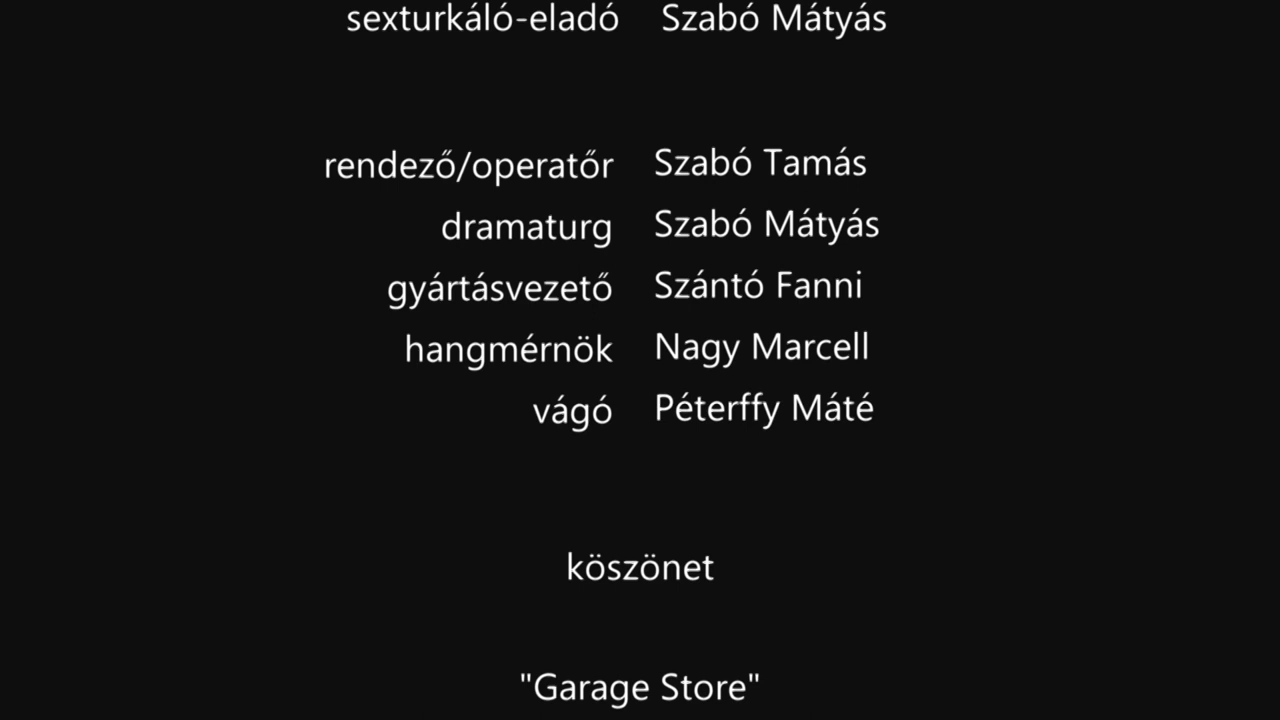 sexturkáló-eladó Szabó Mátyás
rendező/operatőr Szabó Tamás
dramaturg Szabó Mátyás
gyártásvezető Szántó Fanni
hangmérnök Nagy Marcell
vágó Péterffy Máté
köszönet
"Garage Store"